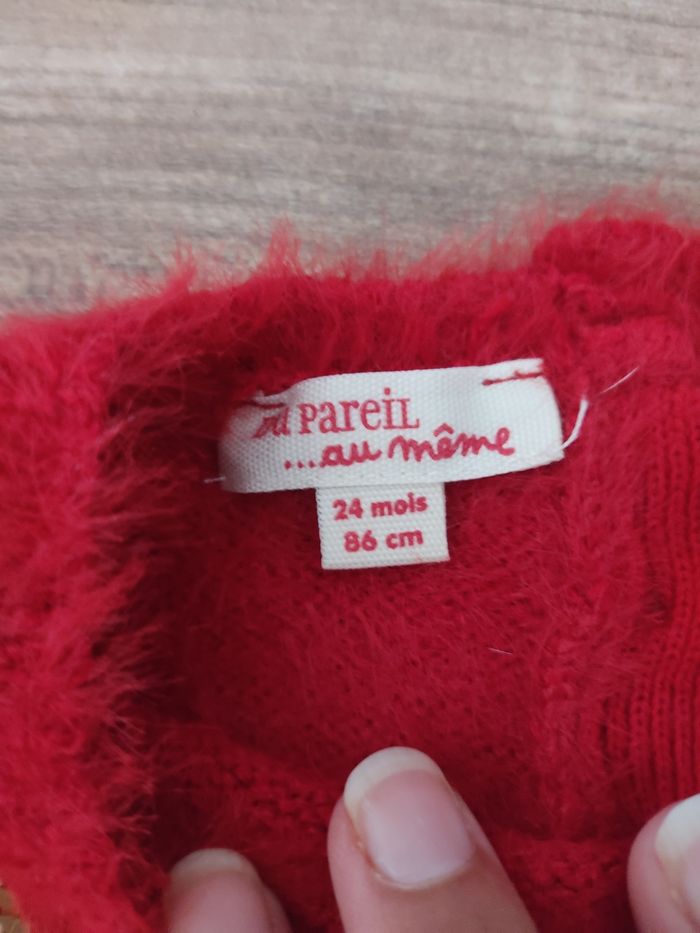 PareiL
...au même
24 mois
86 cm